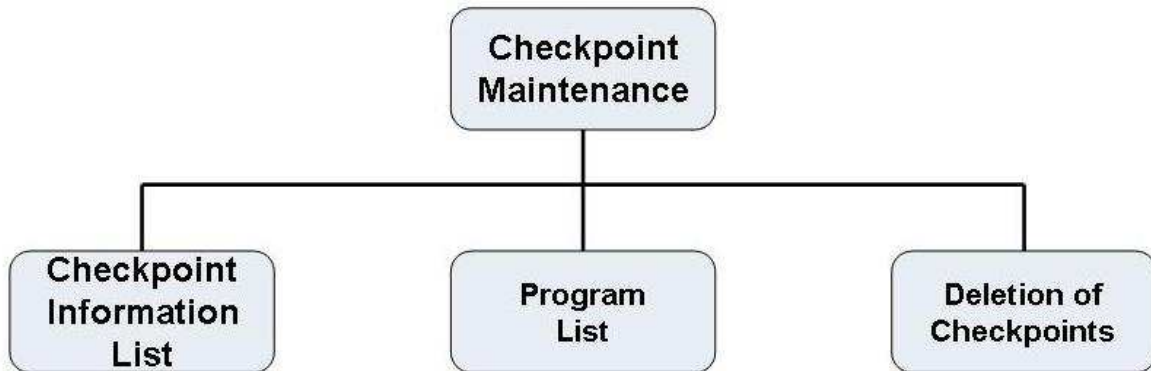 Checkpoint
Maintenance
Checkpoint
Information
List
Program
List
Deletion of
Checkpoints